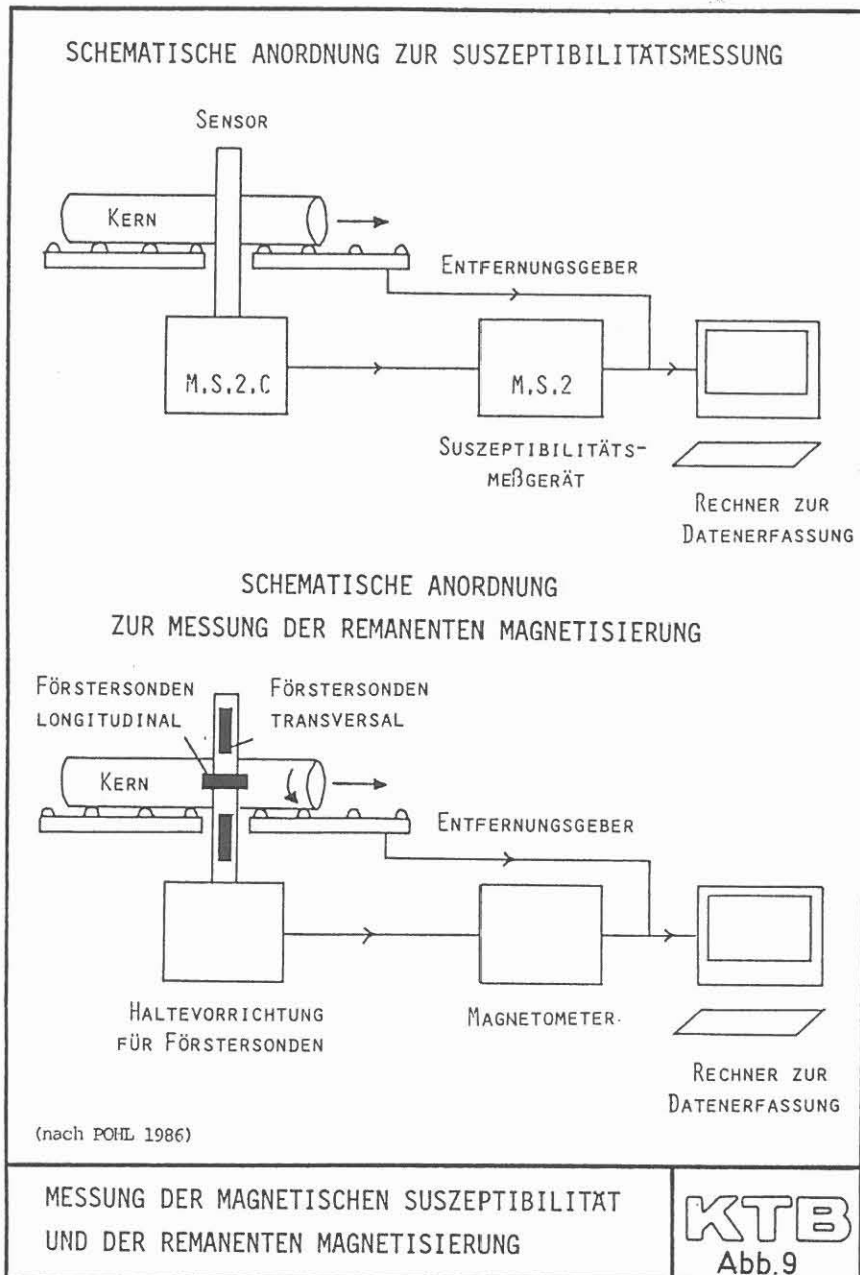 SCHEMATISCHE ANORDNUNG ZUR SUSZEPTIBILITÄTSMESSUNG
SENSOR
KERN
ENTFERNUNGSGEBER
M.S.2.C
M.S.2
SUSZEPTIBILITÄTS-
MEßGERÄT
RECHNER ZUR
DATENERFASSUNG
SCHEMATISCHE ANORDNUNG
ZUR MESSUNG DER REMANENTEN MAGNETISIERUNG
FÖRSTERSONDEN
LONGITUDINAL
FÖRSTERSONDEN
TRANSVERSAL
KERN
ENTFERNUNGSGEBER
HALTEVORRICHTUNG
FÜR FÖRSTERSONDEN
MAGNETOMETER
RECHNER ZUR
DATENERFASSUNG
(nach POHL 1986)
MESSUNG DER MAGNETISCHEN SUSZEPTIBILITÄT
UND DER REMANENTEN MAGNETISIERUNG
KTB
Abb.9